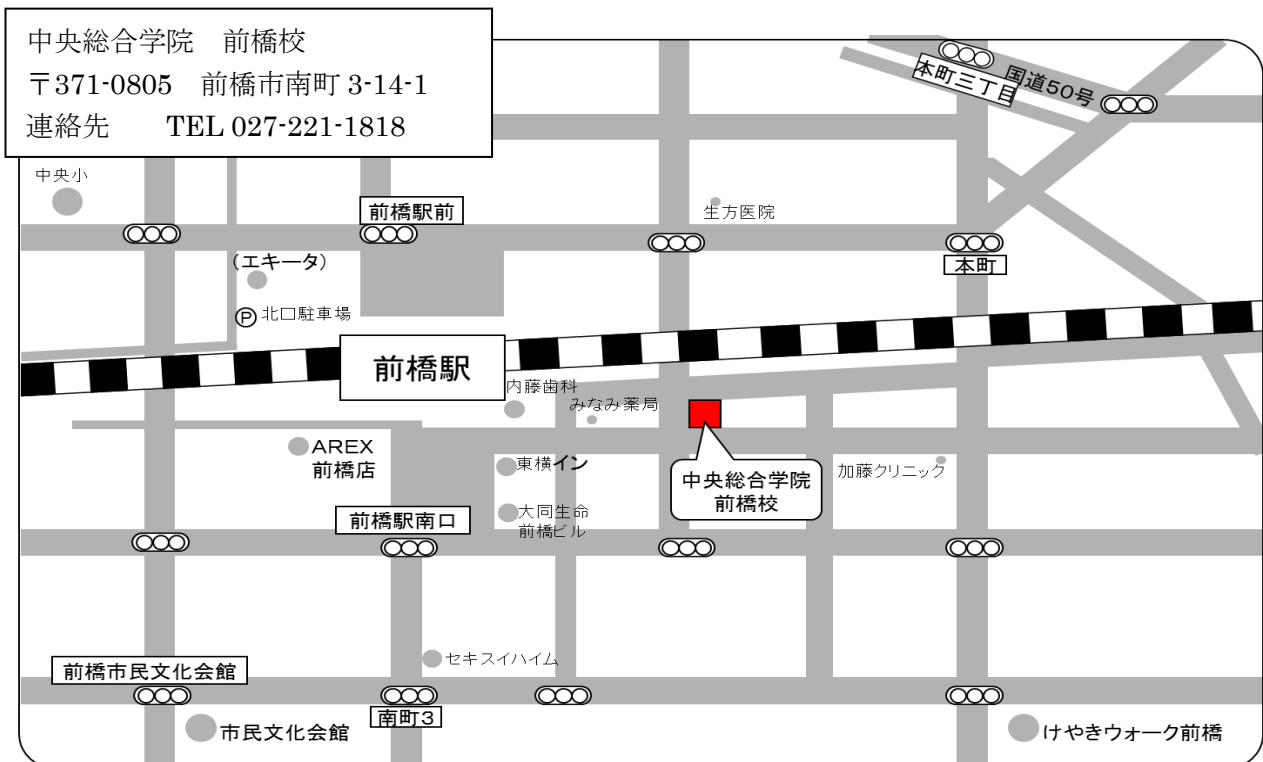 中央総合学院　前橋校
〒371-0805　前橋市南町 3-14-1
連絡先　　TEL 027-221-1818
本町三丁目
国道50号
中央小
前橋駅前
生方医院
(エキータ)
本町
Ⓟ 北口駐車場
前橋駅
内藤歯科
みなみ薬局
AREX
前橋店
東横イン
中央総合学院
前橋校
加藤クリニック
前橋駅南口
大同生命
前橋ビル
セキスイハイム
前橋市民文化会館
南町3
市民文化会館
けやきウォーク前橋